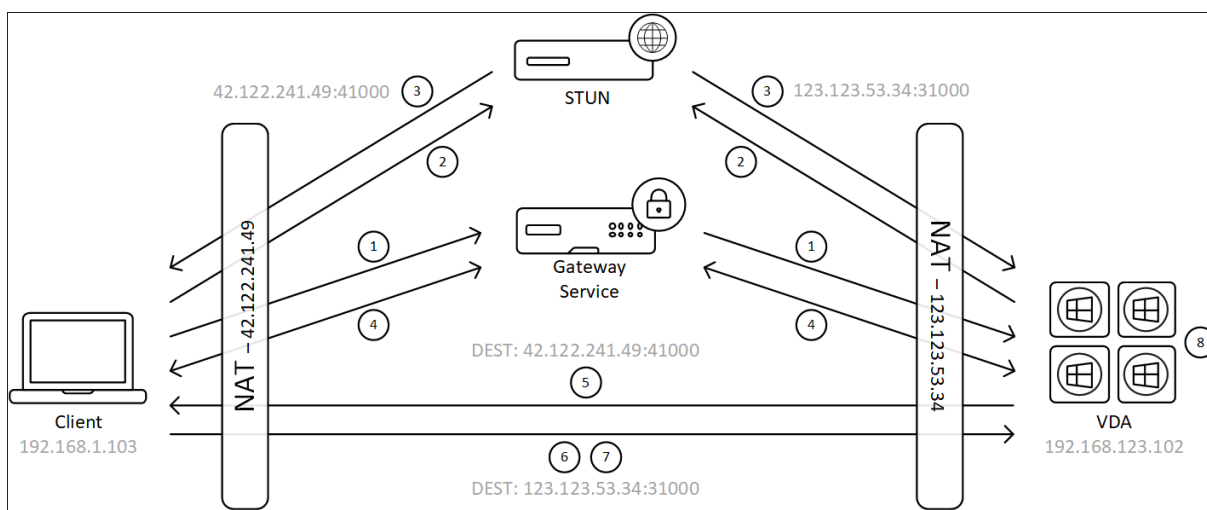 STUN
42.122.241.49:41000
3
3
123.123.53.34:31000
2
2
Gateway
Service
1
1
4
4
NAT – 42.122.241.49
NAT – 123.123.53.34
8
DEST: 42.122.241.49:41000
5
Client
192.168.1.103
VDA
192.168.123.102
6
7
DEST: 123.123.53.34:31000